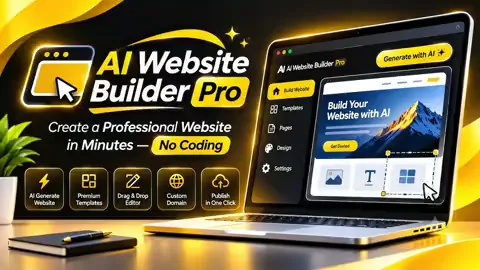 AI Website
Builder Pro
Create a Professional Website
in Minutes — No Coding
AI Generate
Website
Premium
Templates
Drag & Drop
Editor
Custom
Domain
Publish
in One Click
AI AI Website Builder Pro
Generate with AI
Build Website
Templates
Pages
Design
Settings
Build Your
Website with AI
Get Started
T